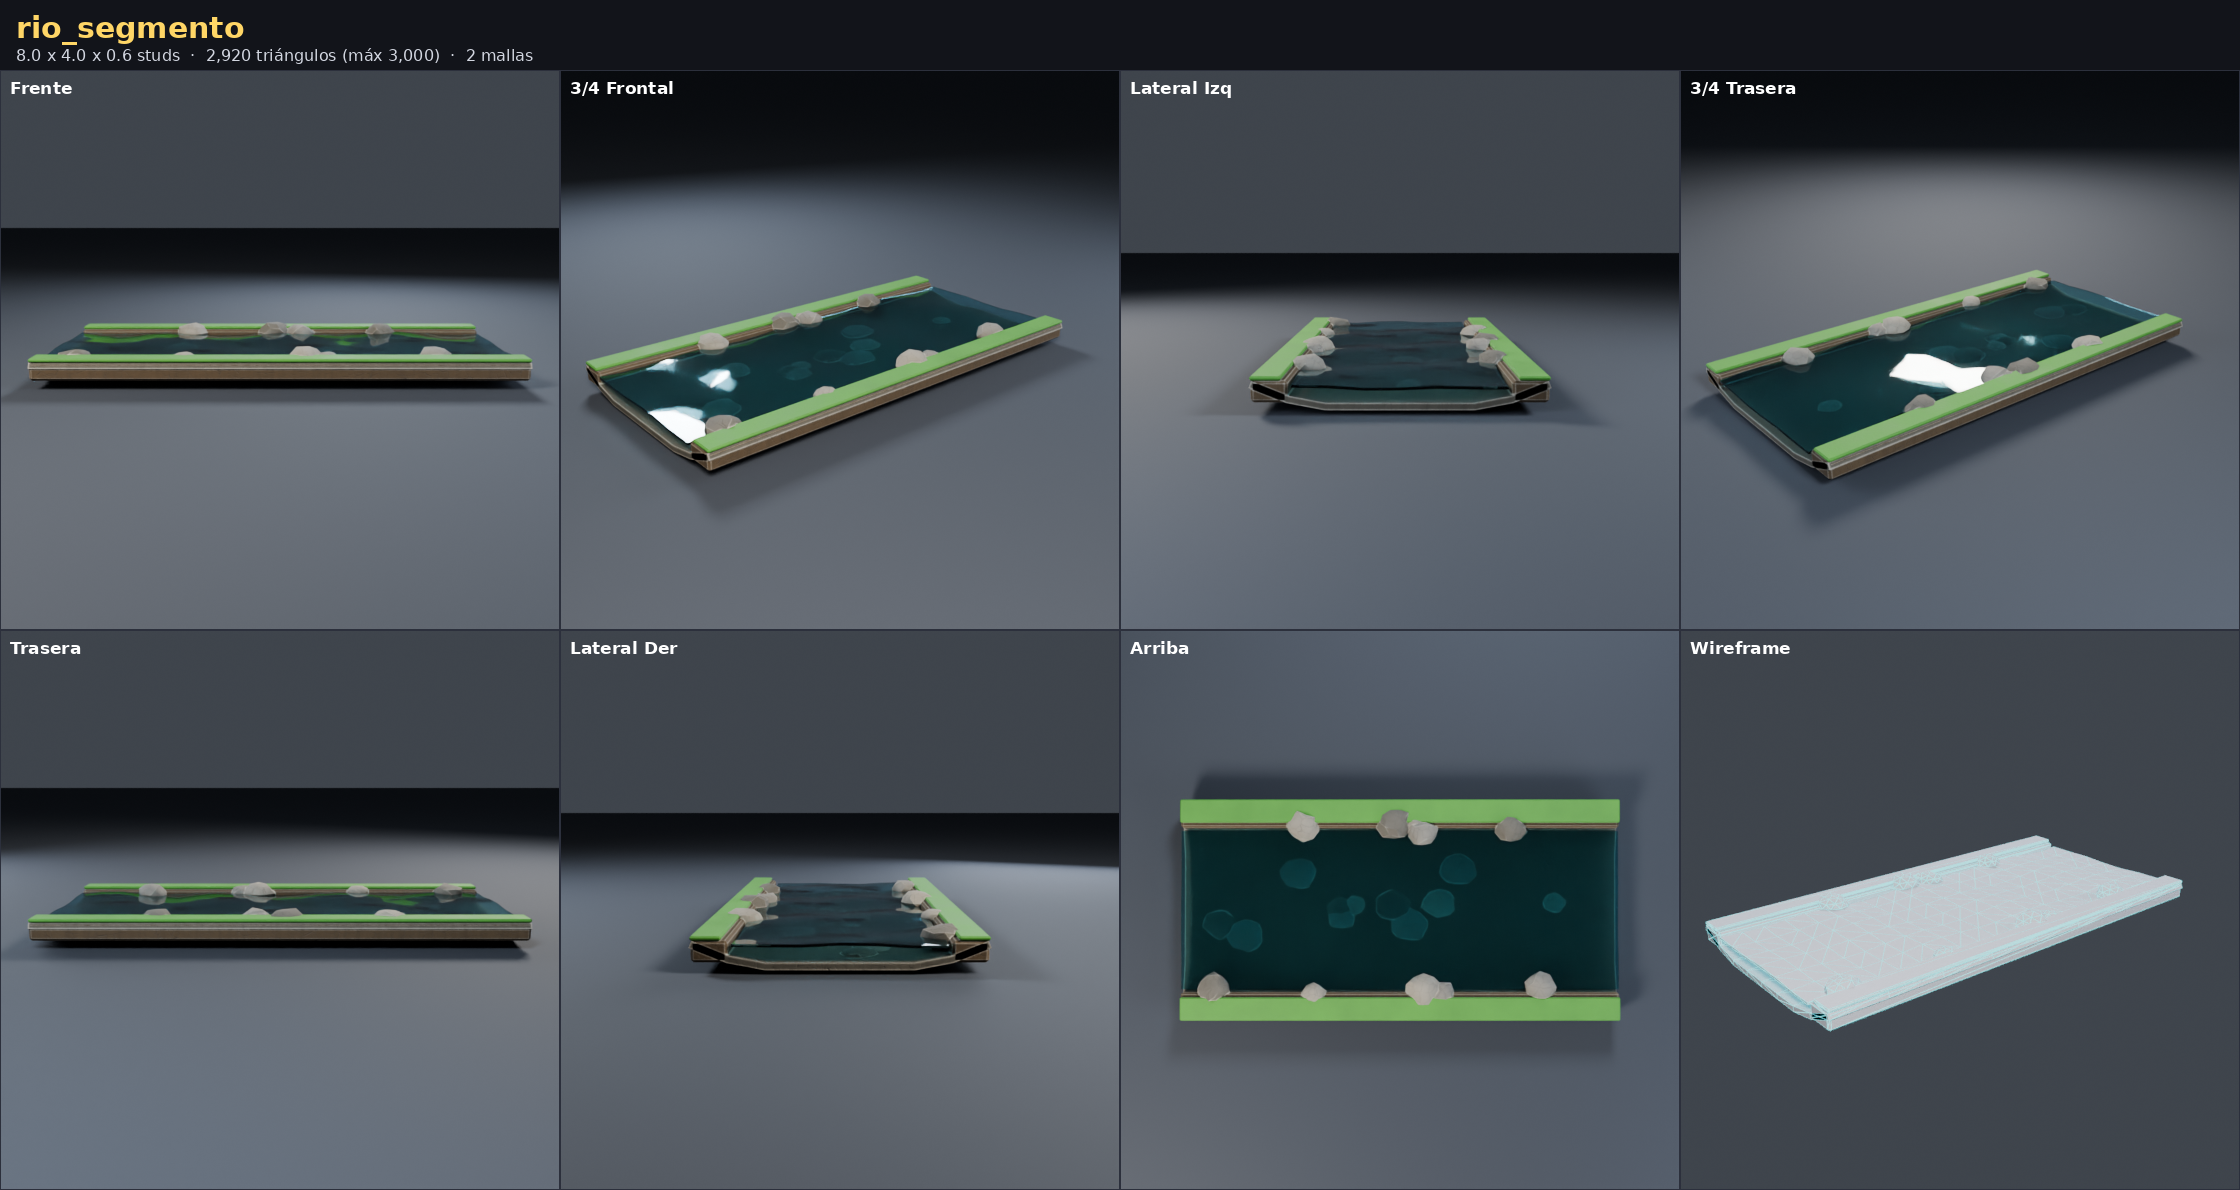 rio_segmento
8.0 x 4.0 x 0.6 studs · 2,920 triángulos (máx 3,000) · 2 mallas
Frente
3/4 Frontal
Lateral Izq
3/4 Trasera
Trasera
Lateral Der
Arriba
Wireframe